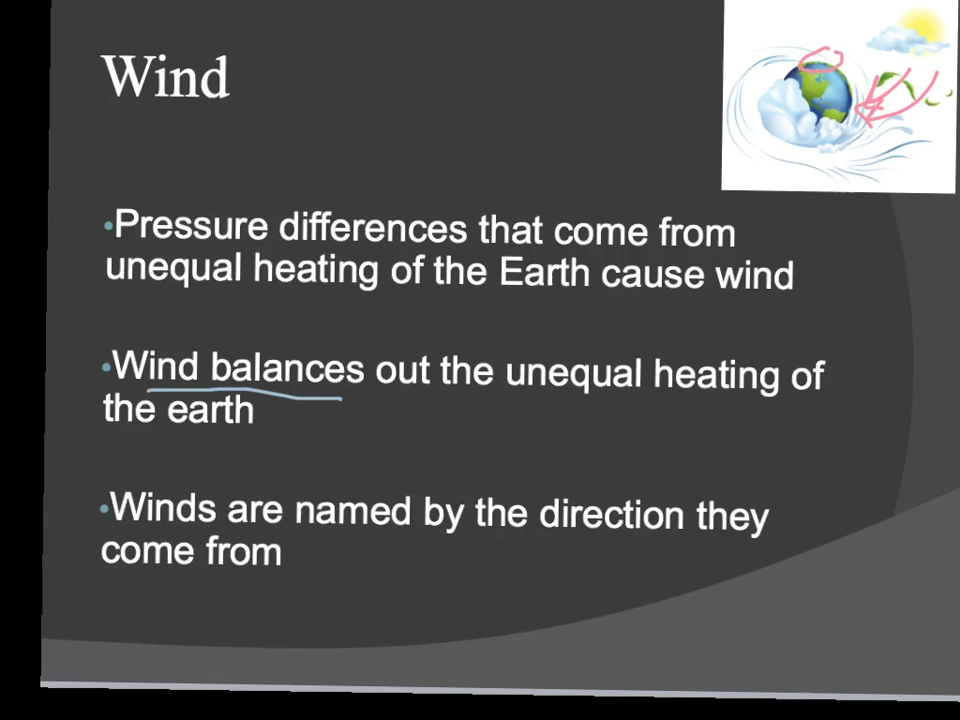 Wind
•Pressure differences that come from
unequal heating of the Earth cause wind
•Wind balances out the unequal heating of
the earth
•Winds are named by the direction they
come from